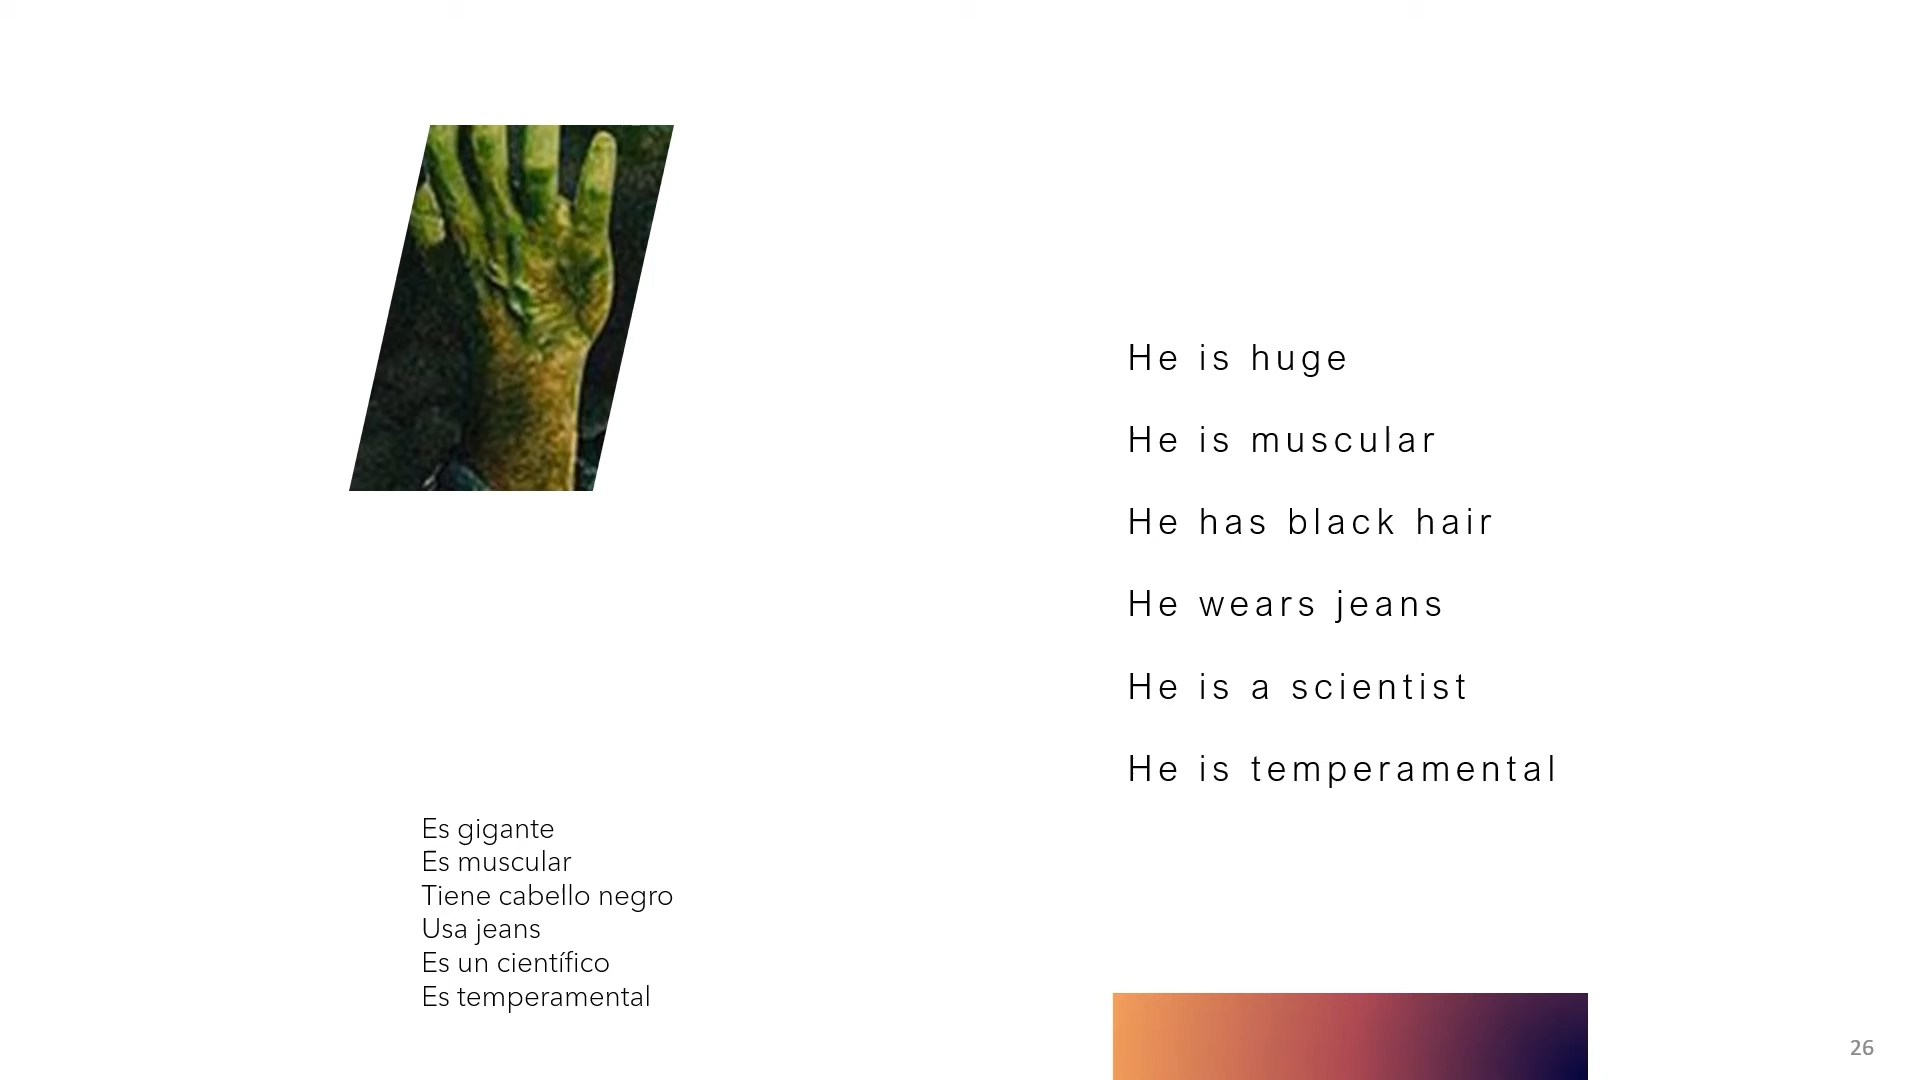 He is huge
He is muscular
He has black hair
He wears jeans
He is a scientist
He is temperamental
Es gigante
Es muscular
Tiene cabello negro
Usa jeans
Es un científico
Es temperamental
26